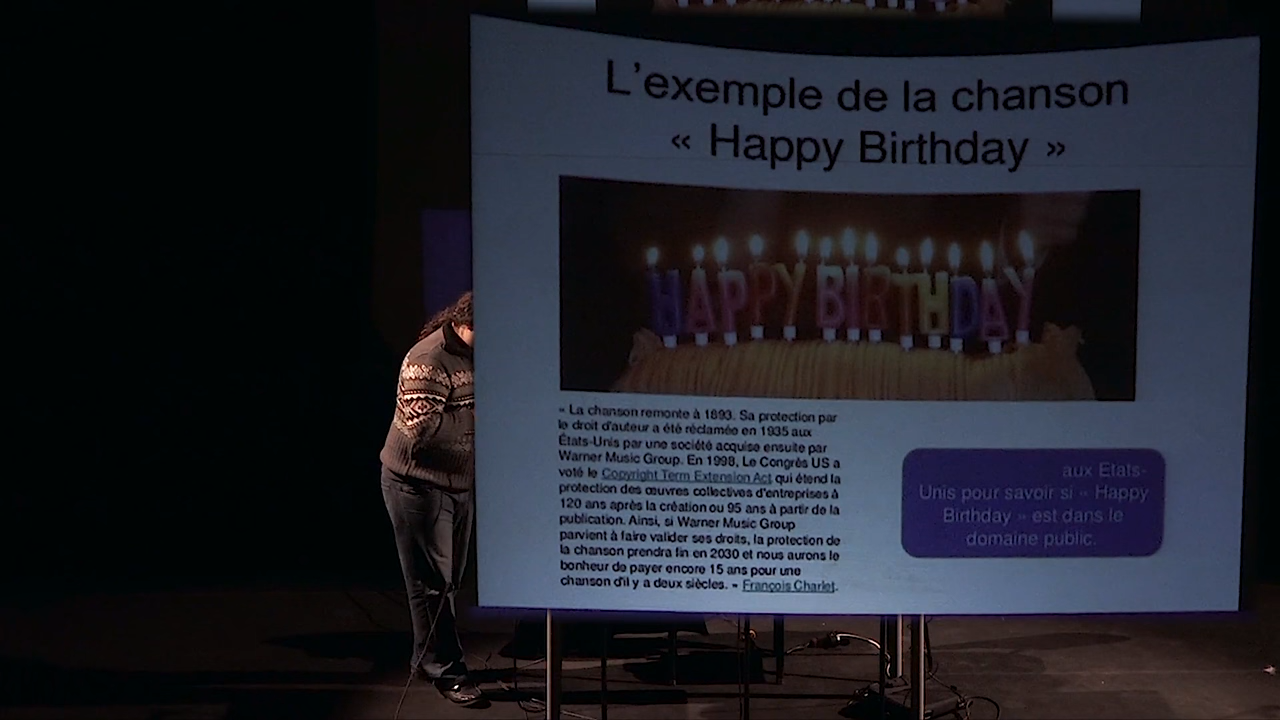 L'exemple de la chanson
« Happy Birthday »
HAPPY BIRTHDAY
« La chanson remonte à 1893. Sa protection par
le droit d'auteur a été réclamée en 1935 aux
États-Unis par une société acquise ensuite par
Warner Music Group. En 1998, Le Congrès US a
voté le Copyright Term Extension Act qui étend la
protection des œuvres collectives d'entreprises à
120 ans après la création ou 95 ans à partir de la
publication. Ainsi, si Warner Music Group
parvient à faire valider ses droits, la protection de
la chanson prendra fin en 2030 et nous aurons le
bonheur de payer encore 15 ans pour une
chanson d'il y a deux siècles. » François Charlet.
aux Etats-
Unis pour savoir si « Happy
Birthday » est dans le
domaine public.